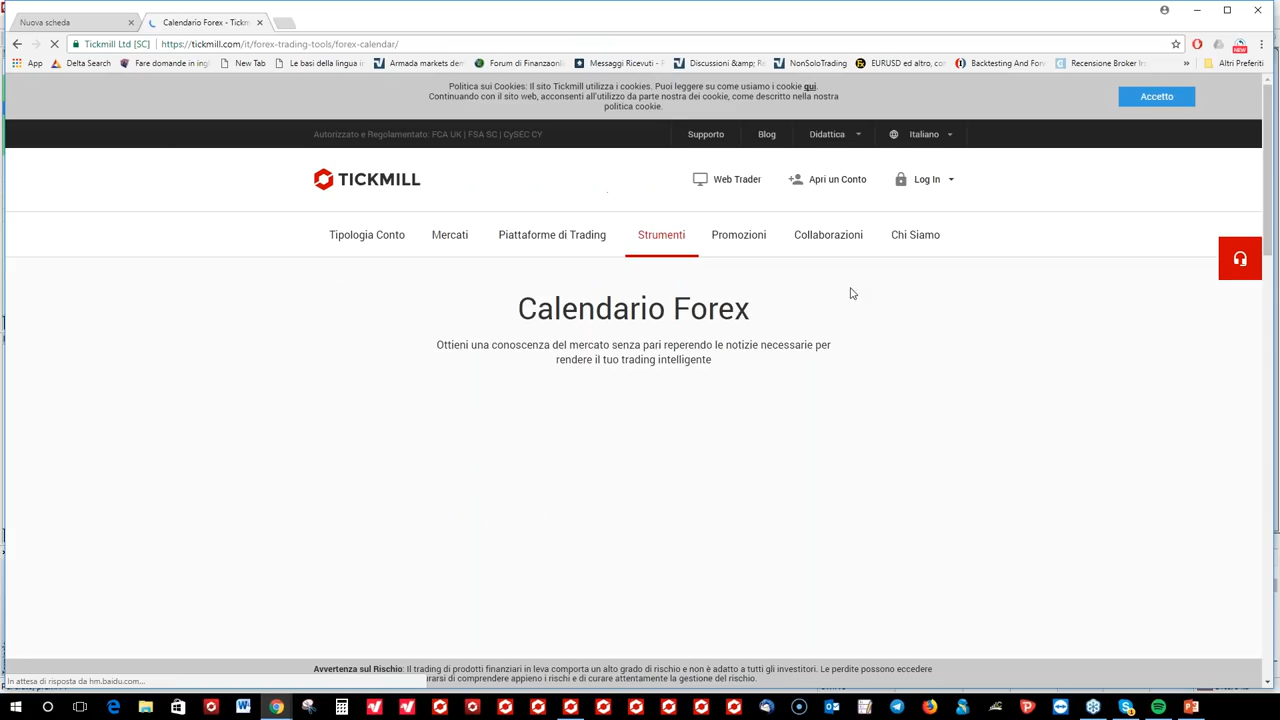 Nuova scheda
Calendario Forex - Tickm
Tickmill Ltd [SC] https://tickmill.com/it/forex-trading-tools/forex-calendar/
App Delta Search Fare domande in ingl New Tab Le basi della lingua i Armada markets dem Forum di Finanzaonl Messaggi Ricevuti - F Discussioni &amp; Re NonSoloTrading EURUSD ed altro, co Backtesting And For Recensione Broker In » Altri Preferiti
Politica sui Cookies: Il sito Tickmill utilizza i cookies. Puoi leggere su come usiamo i cookie qui.
Continuando con il sito web, acconsenti all'utilizzo da parte nostra dei cookie, come descritto nella nostra
politica cookie.
Accetto
Autorizzato e Regolamentato: FCA UK | FSA SC | CySEC CY
Supporto Blog Didattica Italiano
TICKMILL
Web Trader Apri un Conto Log In
Tipologia Conto Mercati Piattaforme di Trading Strumenti Promozioni Collaborazioni Chi Siamo
Calendario Forex
Ottieni una conoscenza del mercato senza pari reperendo le notizie necessarie per
rendere il tuo trading intelligente
Avvertenza sul Rischio: Il trading di prodotti finanziari in leva comporta un alto grado di rischio e non è adatto a tutti gli investitori. Le perdite possono eccedere
urarsi di comprendere appieno i rischi e di curare attentamente la gestione del rischio.
In attesa di risposta da hm.baidu.com...